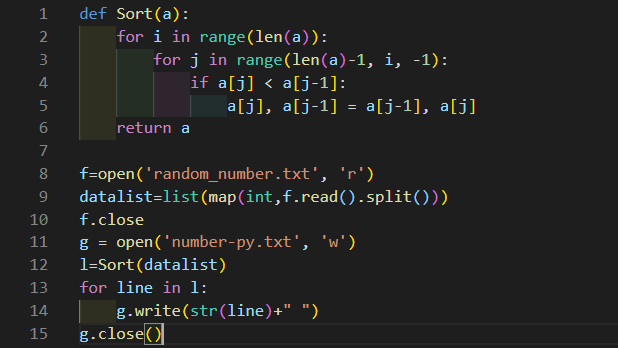 1 def Sort(a):
2     for i in range(len(a)):
3         for j in range(len(a)-1, i, -1):
4             if a[j] < a[j-1]:
5                 a[j], a[j-1] = a[j-1], a[j]
6     return a
7
8 f=open('random_number.txt', 'r')
9 datalist=list(map(int,f.read().split()))
10 f.close
11 g = open('number-py.txt', 'w')
12 l=Sort(datalist)
13 for line in l:
14     g.write(str(line)+" ")
15 g.close()